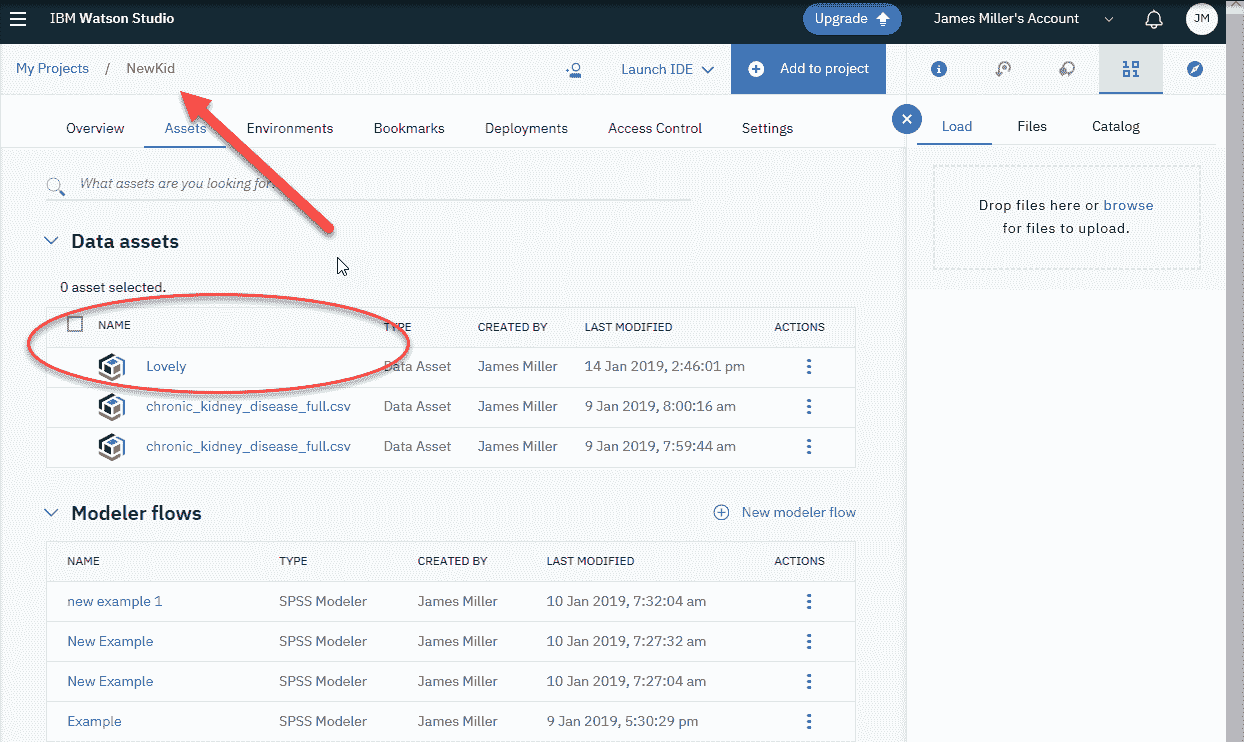 IBM Watson Studio
Upgrade
James Miller's Account
JM
My Projects / NewKid
Launch IDE
Add to project
Overview
Assets
Environments
Bookmarks
Deployments
Access Control
Settings
Load
Files
Catalog
What assets are you looking for?
Drop files here or browse
for files to upload.
Data assets
0 asset selected.
NAME TYPE CREATED BY LAST MODIFIED ACTIONS
Lovely Data Asset James Miller 14 Jan 2019, 2:46:01 pm
chronic_kidney_disease_full.csv Data Asset James Miller 9 Jan 2019, 8:00:16 am
chronic_kidney_disease_full.csv Data Asset James Miller 9 Jan 2019, 7:59:44 am
Modeler flows
New modeler flow
NAME TYPE CREATED BY LAST MODIFIED ACTIONS
new example 1 SPSS Modeler James Miller 10 Jan 2019, 7:32:04 am
New Example SPSS Modeler James Miller 10 Jan 2019, 7:27:32 am
New Example SPSS Modeler James Miller 10 Jan 2019, 7:27:04 am
Example SPSS Modeler James Miller 9 Jan 2019, 5:30:29 pm